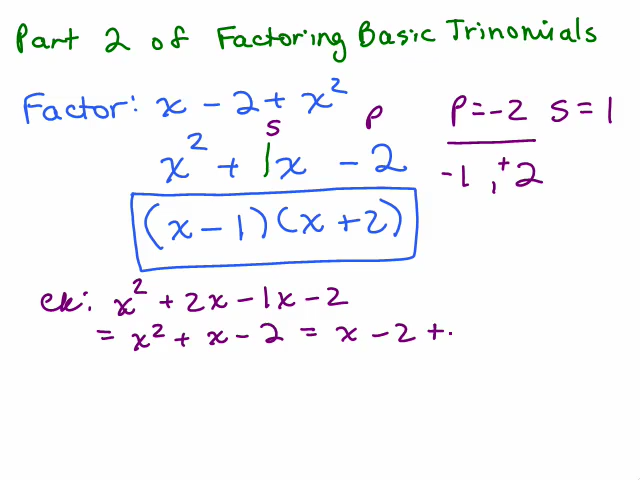 Part 2 of Factoring Basic Trinomials
Factor: x - 2 + x²
P = -2 S = 1
S P
x² + 1x - 2
-1, +2
(x - 1)(x + 2)
ck: x² + 2x - 1x - 2
= x² + x - 2 = x - 2 +